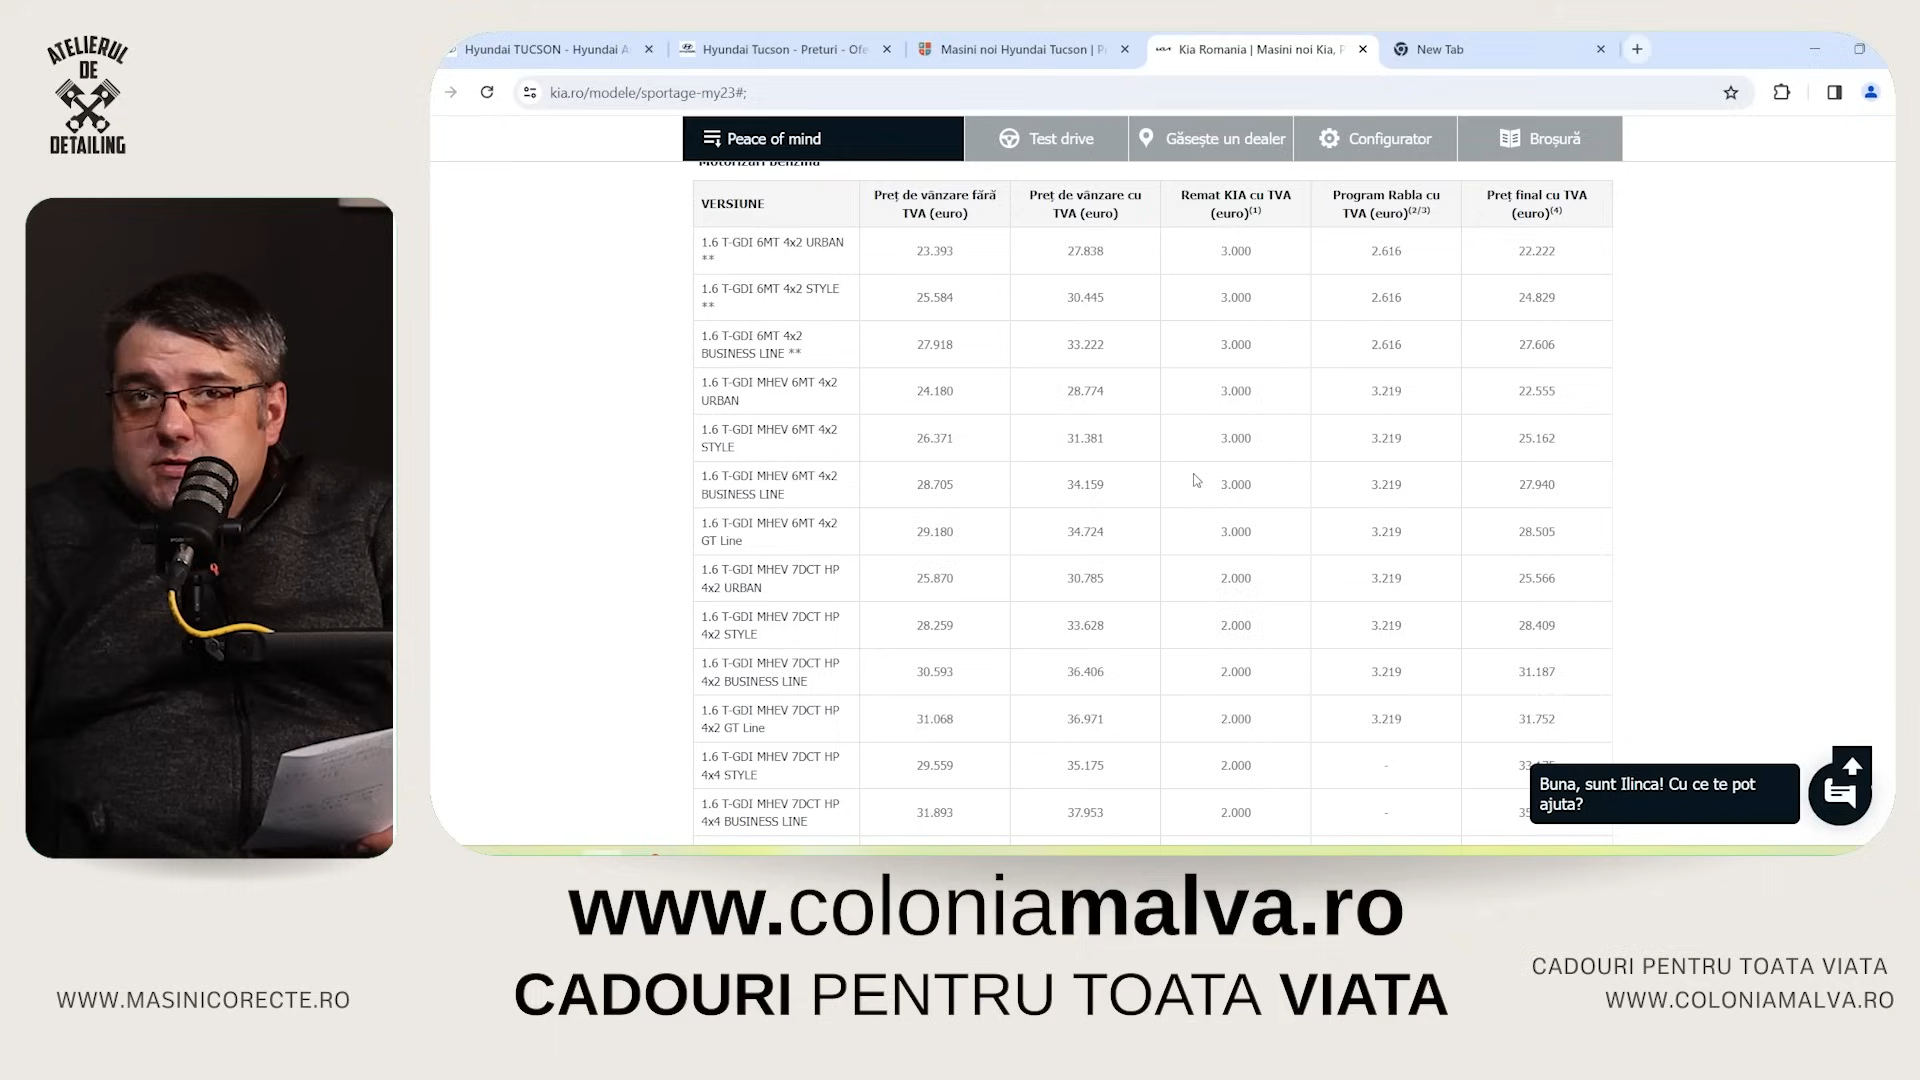 ATELIERUL
DE
DETAILING
Hyundai TUCSON - Hyundai A
Hyundai Tucson - Preturi - Ofe
Masini noi Hyundai Tucson | P
Kia Romania | Masini noi Kia, P
New Tab
kia.ro/modele/sportage-my23#;
Peace of mind
Test drive
Găsește un dealer
Configurator
Broșură
Motorizări benzină
VERSIUNE Preț de vânzare fără TVA (euro) Preț de vânzare cu TVA (euro) Remat KIA cu TVA (euro)(1) Program Rabla cu TVA (euro)(2/3) Preț final cu TVA (euro)(4)
1.6 T-GDI 6MT 4x2 URBAN ** 23.393 27.838 3.000 2.616 22.222
1.6 T-GDI 6MT 4x2 STYLE ** 25.584 30.445 3.000 2.616 24.829
1.6 T-GDI 6MT 4x2 BUSINESS LINE ** 27.918 33.222 3.000 2.616 27.606
1.6 T-GDI MHEV 6MT 4x2 URBAN 24.180 28.774 3.000 3.219 22.555
1.6 T-GDI MHEV 6MT 4x2 STYLE 26.371 31.381 3.000 3.219 25.162
1.6 T-GDI MHEV 6MT 4x2 BUSINESS LINE 28.705 34.159 3.000 3.219 27.940
1.6 T-GDI MHEV 6MT 4x2 GT Line 29.180 34.724 3.000 3.219 28.505
1.6 T-GDI MHEV 7DCT HP 4x2 URBAN 25.870 30.785 2.000 3.219 25.566
1.6 T-GDI MHEV 7DCT HP 4x2 STYLE 28.259 33.628 2.000 3.219 28.409
1.6 T-GDI MHEV 7DCT HP 4x2 BUSINESS LINE 30.593 36.406 2.000 3.219 31.187
1.6 T-GDI MHEV 7DCT HP 4x2 GT Line 31.068 36.971 2.000 3.219 31.752
1.6 T-GDI MHEV 7DCT HP 4x4 STYLE 29.559 35.175 2.000 -
1.6 T-GDI MHEV 7DCT HP 4x4 BUSINESS LINE 31.893 37.953 2.000 -
Buna, sunt Ilinca! Cu ce te pot
ajuta?
www.coloniamalva.ro
CADOURI PENTRU TOATA VIATA
WWW.MASINICORECTE.RO
CADOURI PENTRU TOATA VIATA
WWW.COLONIAMALVA.RO